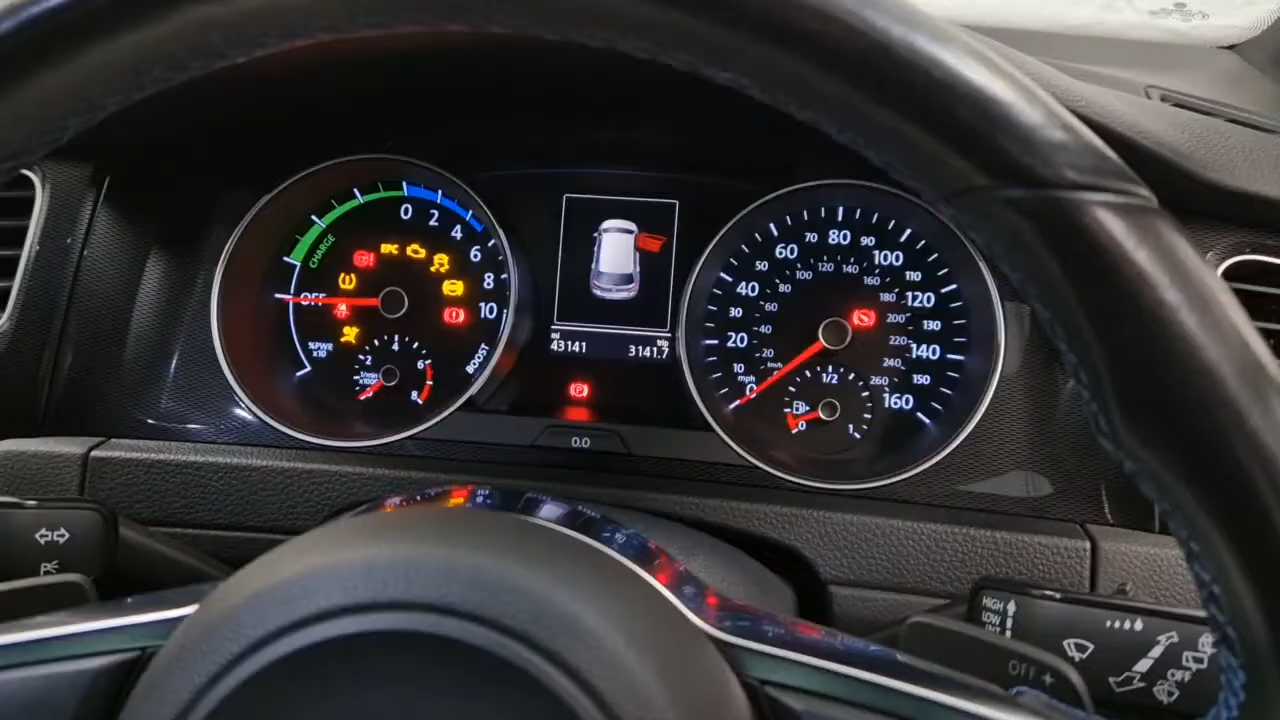 0
2
4
6
8
10
CHARGE
EPC
OFF
%PWR
x10
BOOST
2
4
6
8
1/min
x1000
mi
43141
trip
3141.7
P
0.0
0
10
20
30
40
50
60
70
80
90
100
110
120
130
140
150
160
mph
km/h
20
40
60
80
100
120
140
160
180
200
220
240
260
0
1/2
1
HIGH
LOW
INT
OFF
OFF +